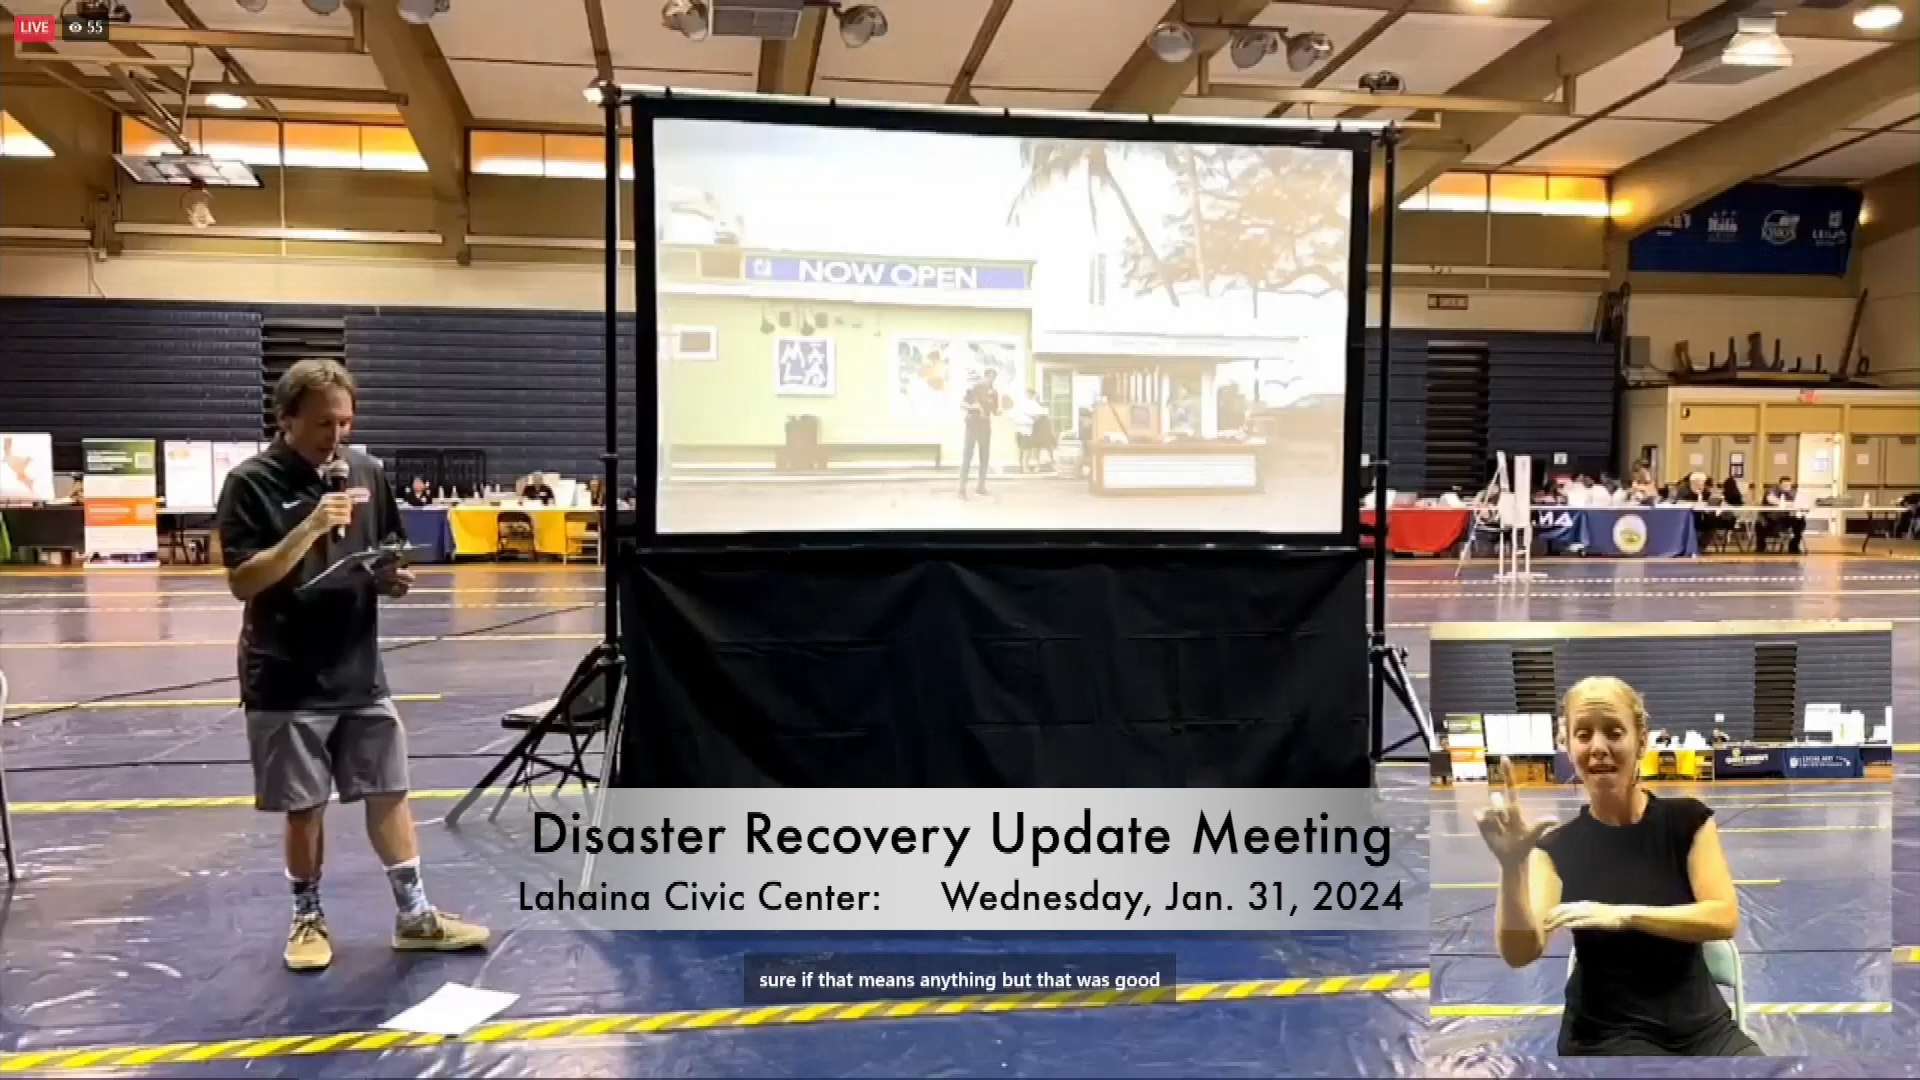 LIVE 55
NOW OPEN
MALA
Disaster Recovery Update Meeting
Lahaina Civic Center: Wednesday, Jan. 31, 2024
sure if that means anything but that was good